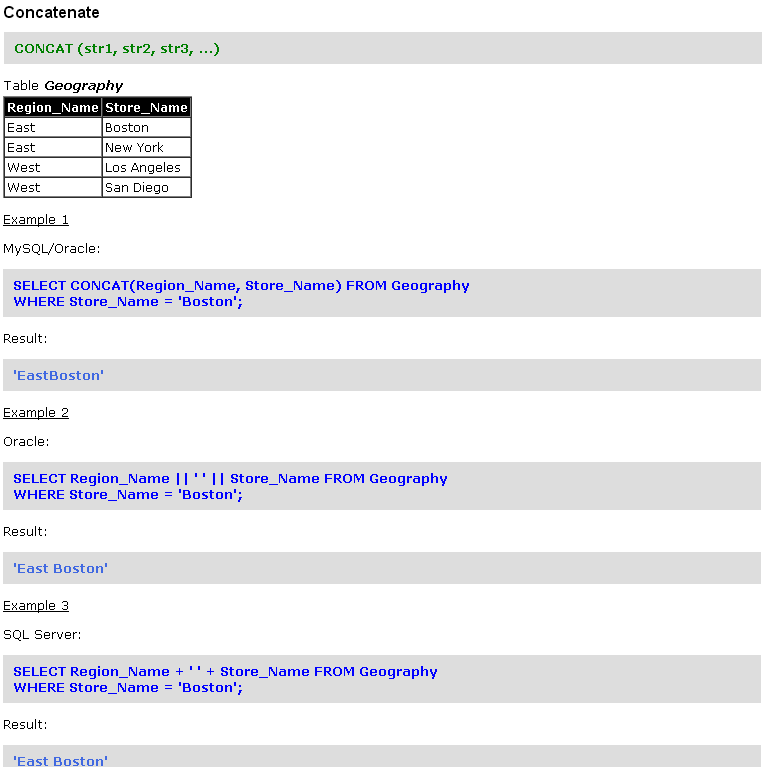 Concatenate
CONCAT (str1, str2, str3, ...)
Table Geography
Region_Name Store_Name
East Boston
East New York
West Los Angeles
West San Diego
Example 1
MySQL/Oracle:
SELECT CONCAT(Region_Name, Store_Name) FROM Geography
WHERE Store_Name = 'Boston';
Result:
'EastBoston'
Example 2
Oracle:
SELECT Region_Name || ' ' || Store_Name FROM Geography
WHERE Store_Name = 'Boston';
Result:
'East Boston'
Example 3
SQL Server:
SELECT Region_Name + ' ' + Store_Name FROM Geography
WHERE Store_Name = 'Boston';
Result:
'East Boston'